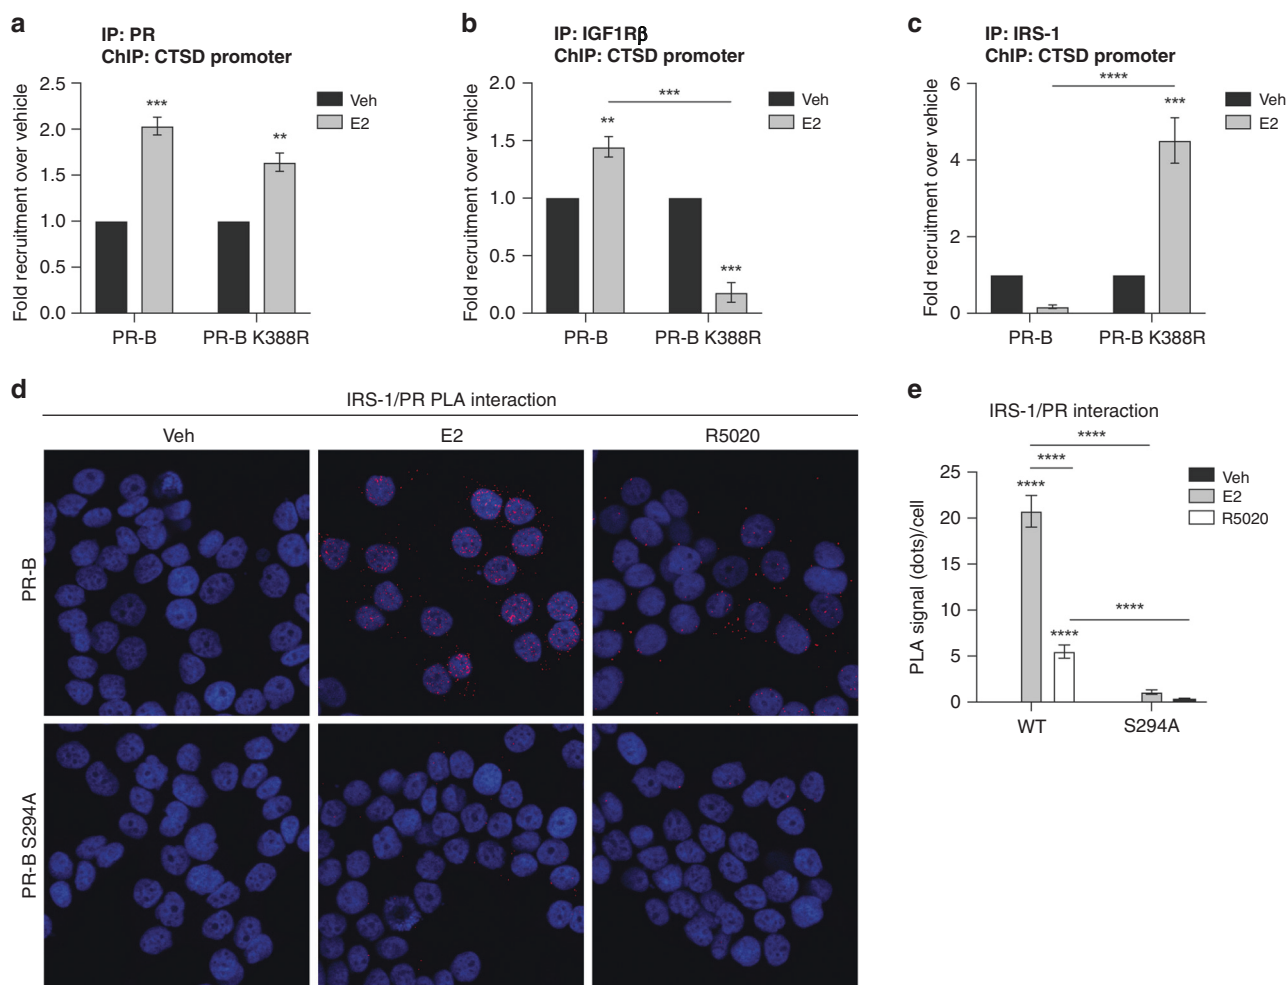 a
IP: PR
ChIP: CTSD promoter
Fold recruitment over vehicle
2.5
2.0
1.5
1.0
0.5
0.0
***
**
Veh
E2
PR-B
PR-B K388R
b
IP: IGF1Rβ
ChIP: CTSD promoter
Fold recruitment over vehicle
2.0
1.5
1.0
0.5
0.0
***
**
***
Veh
E2
PR-B
PR-B K388R
c
IP: IRS-1
ChIP: CTSD promoter
Fold recruitment over vehicle
6
4
2
0
****
***
Veh
E2
PR-B
PR-B K388R
d
IRS-1/PR PLA interaction
Veh
E2
R5020
PR-B
PR-B S294A
e
IRS-1/PR interaction
PLA signal (dots)/cell
25
20
15
10
5
0
****
****
****
****
****
Veh
E2
R5020
WT
S294A